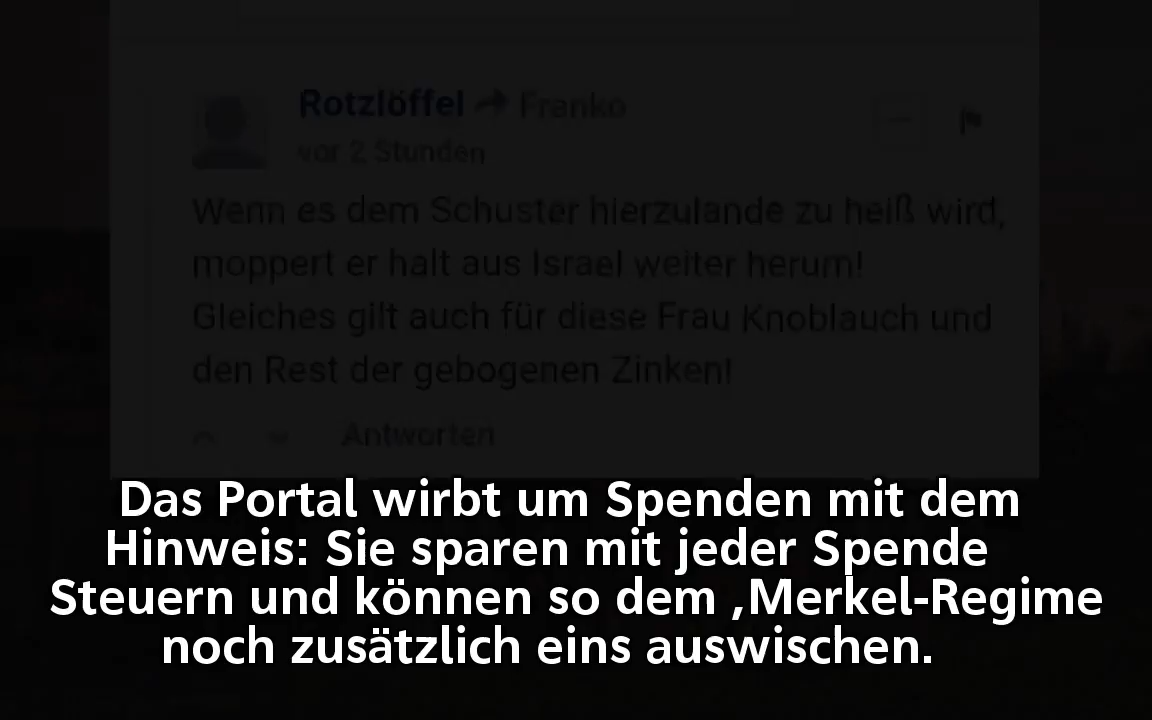 Rotzlöffel Frenko
vor 2 Stunden
Wenn es dem Schuster hierzulande zu heiß wird,
moppert er halt aus Israel weiter herum!
Gleiches gilt auch für diese Frau Knoblauch und
den Rest der gebogenen Zinken!
Antworten
Das Portal wirbt um Spenden mit dem
Hinweis: Sie sparen mit jeder Spende
Steuern und können so dem ‚Merkel-Regime
noch zusätzlich eins auswischen.